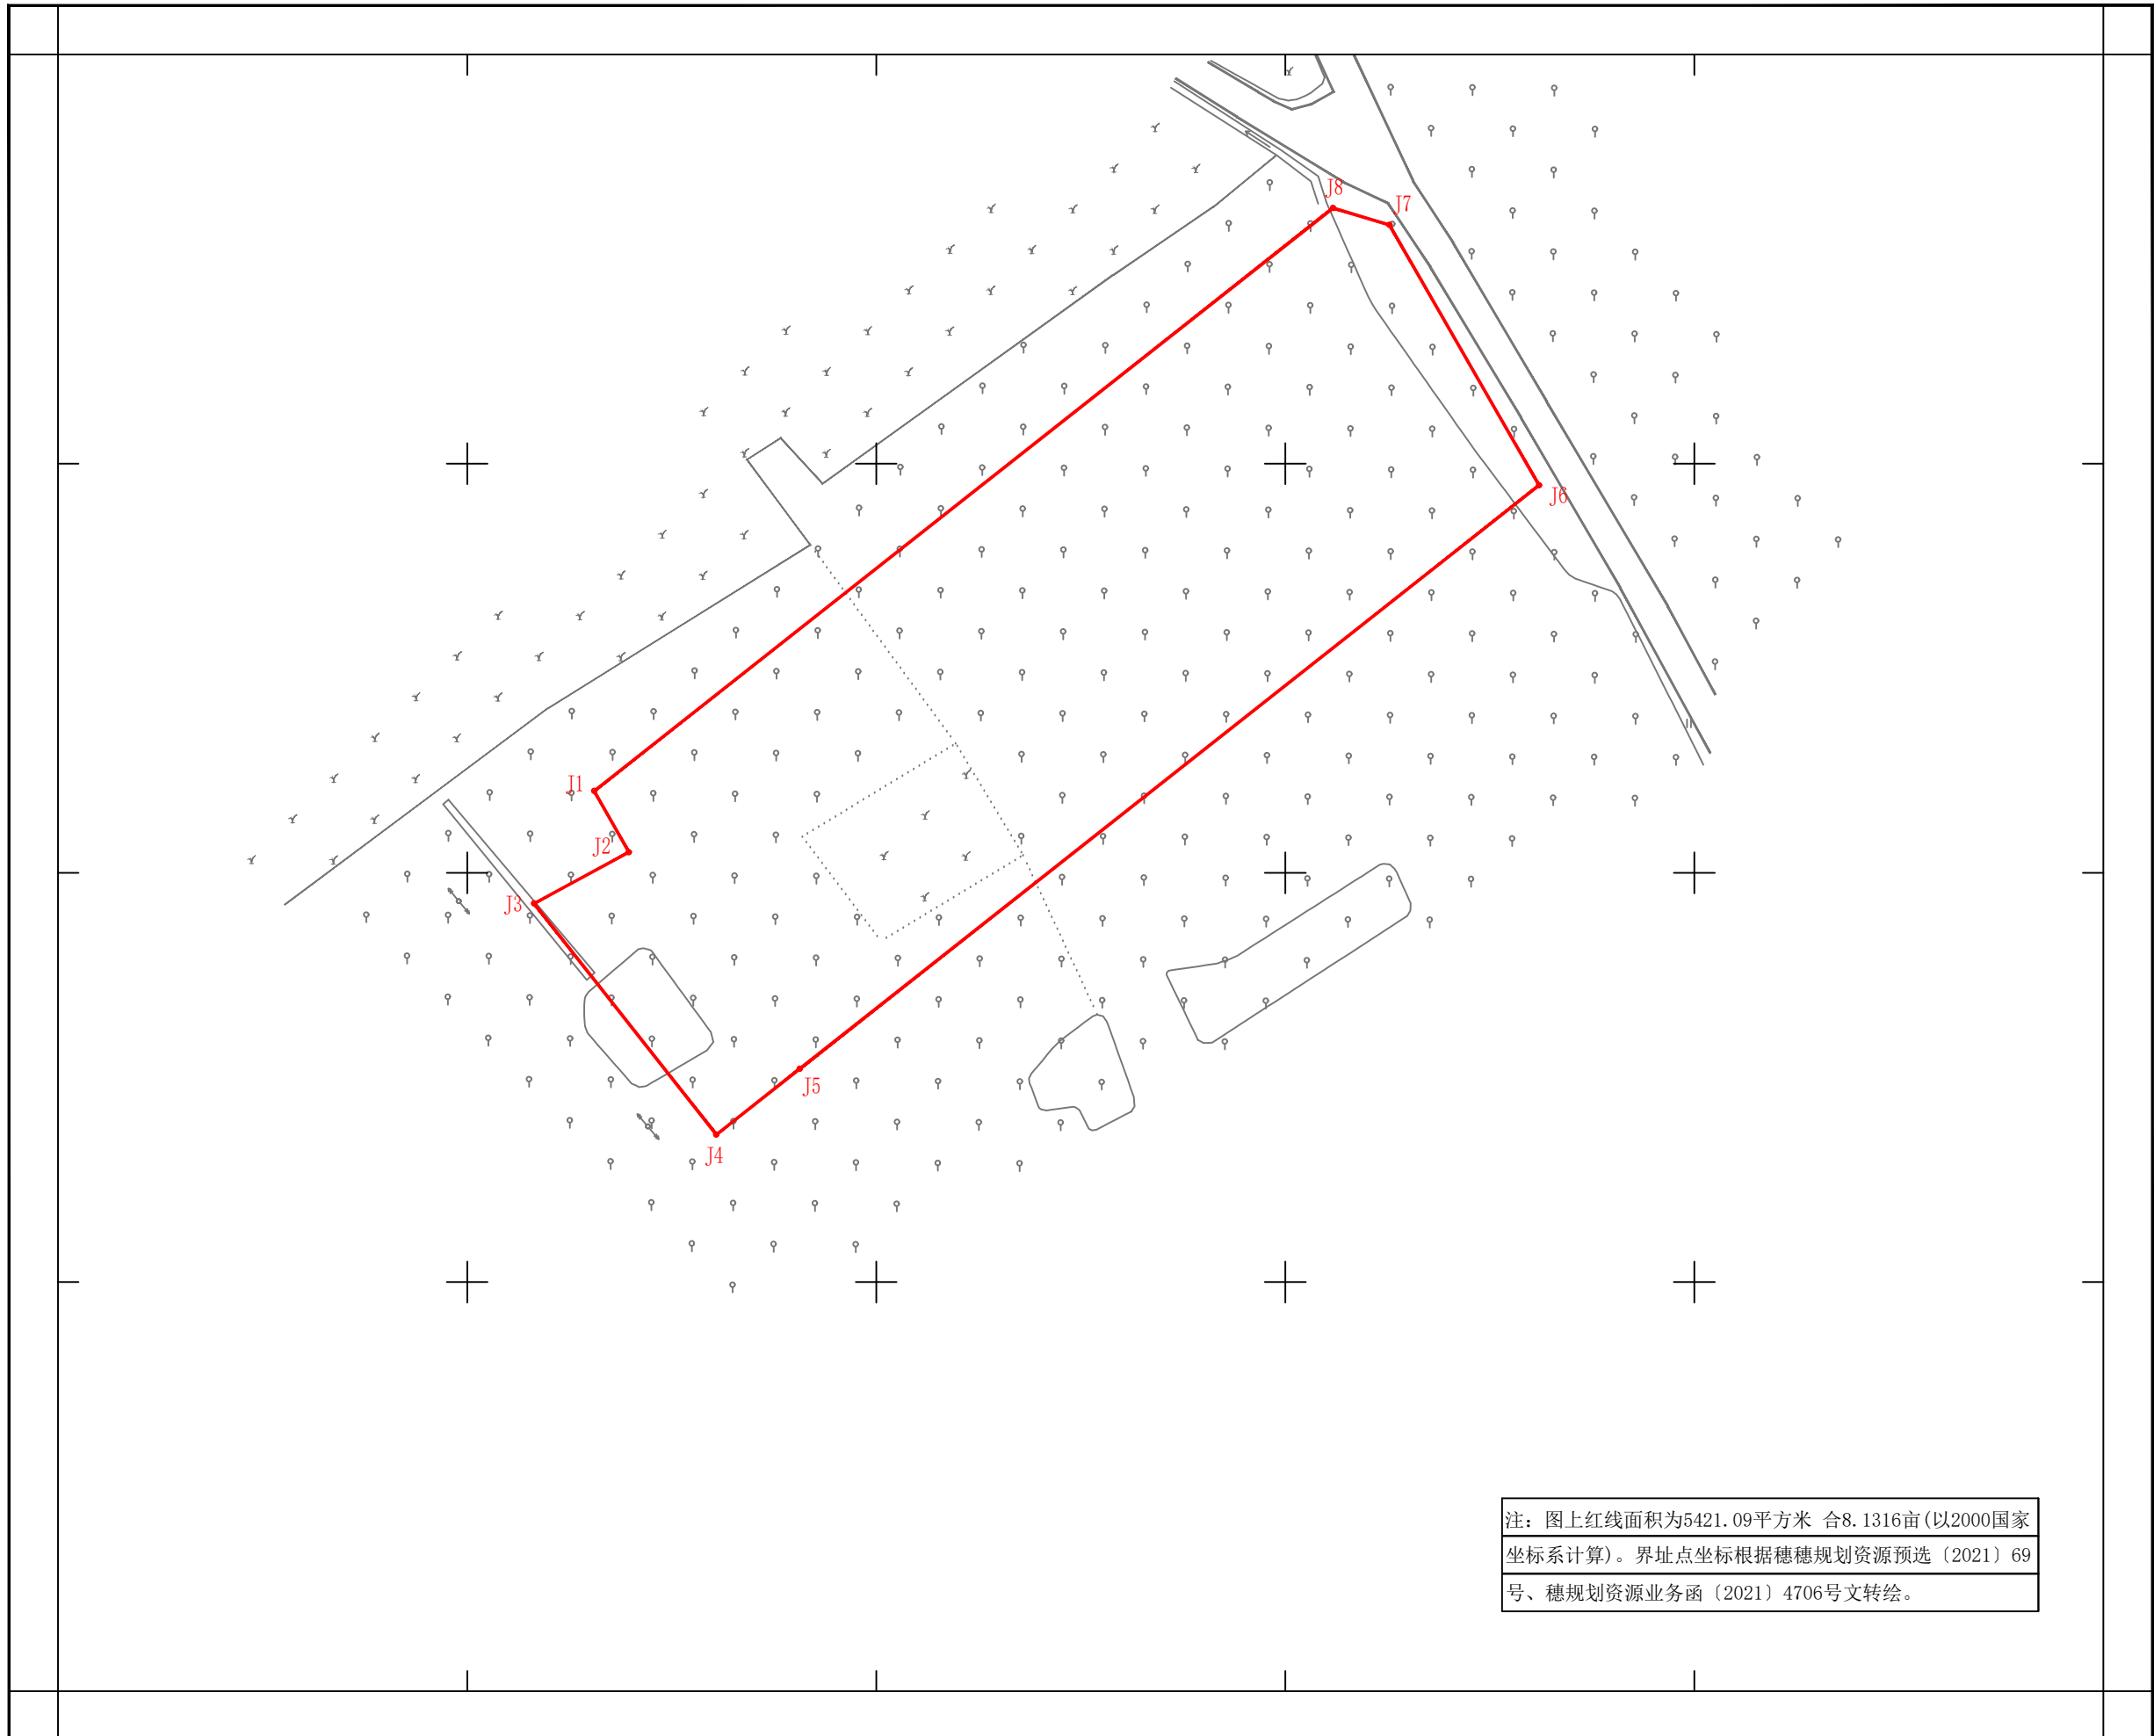 J8
J7
J6
J1
J2
J3
J5
J4
注：图上红线面积为5421.09平方米 合8.1316亩(以2000国家
坐标系计算)。界址点坐标根据穗穗规划资源预选〔2021〕69
号、穗规划资源业务函〔2021〕4706号文转绘。